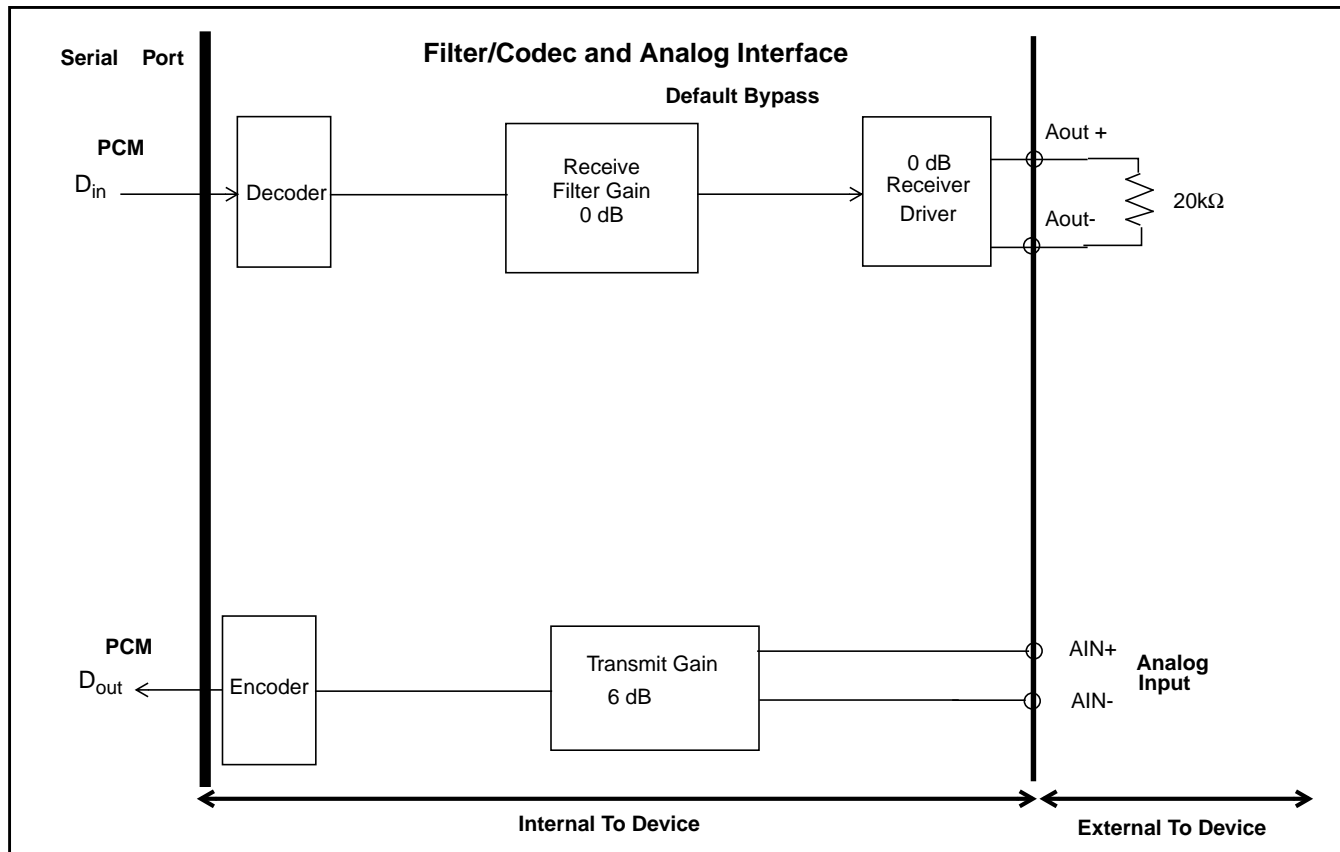 Serial Port
Filter/Codec and Analog Interface
Default Bypass
PCM
Din
Decoder
Receive
Filter Gain
0 dB
0 dB
Receiver
Driver
Aout +
Aout-
20kΩ
PCM
Dout
Encoder
Transmit Gain
6 dB
AIN+
AIN-
Analog
Input
Internal To Device
External To Device